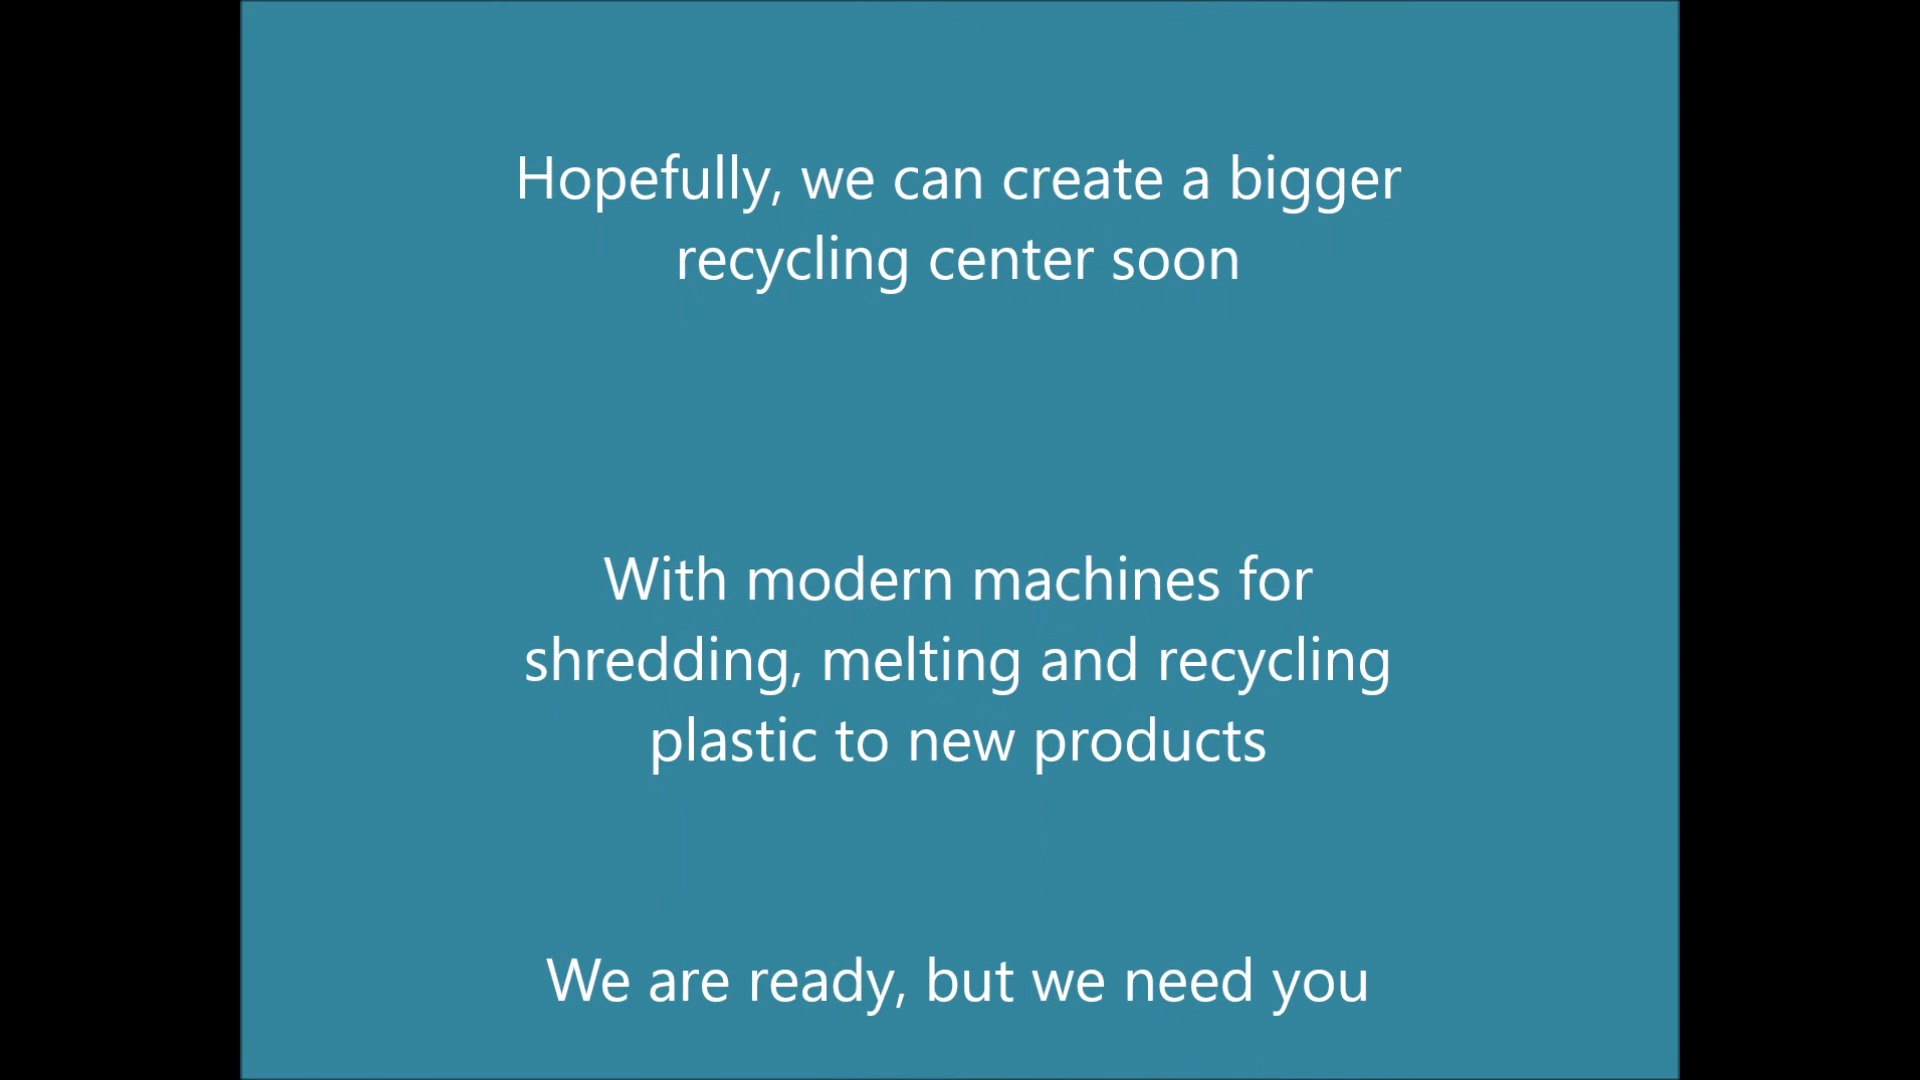 Hopefully, we can create a bigger
recycling center soon
With modern machines for
shredding, melting and recycling
plastic to new products
We are ready, but we need you